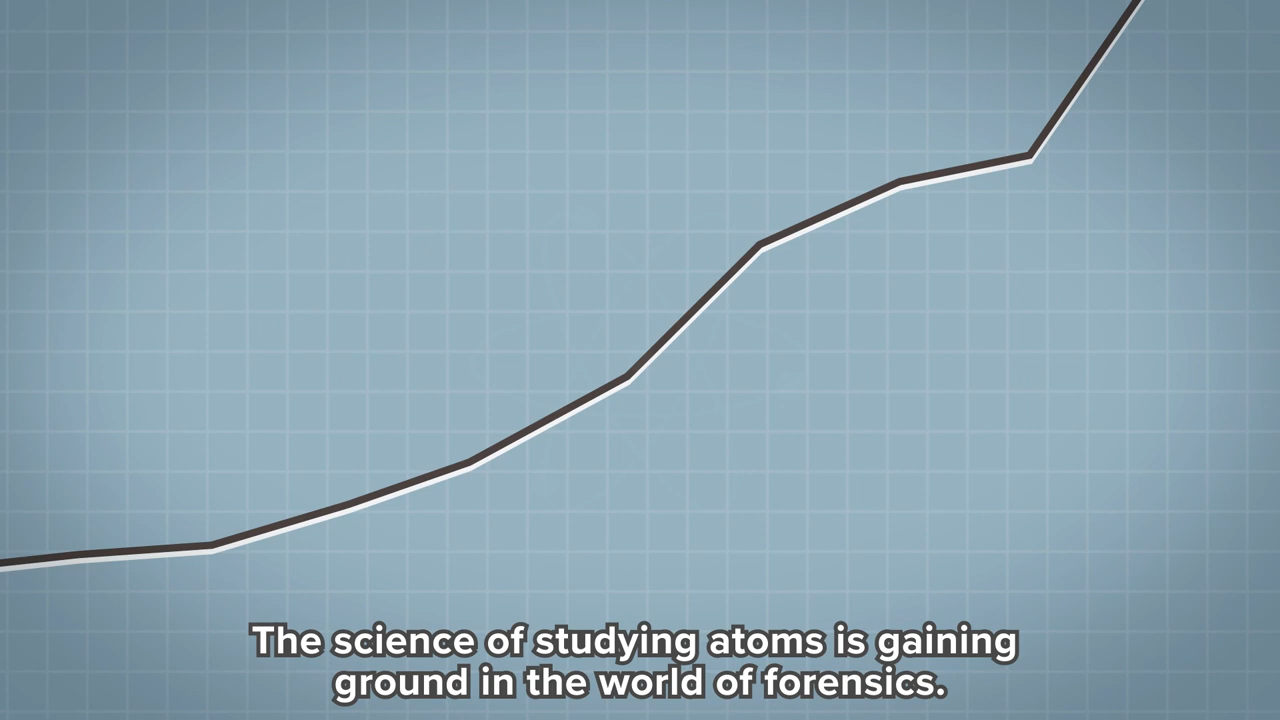 The science of studying atoms is gaining
ground in the world of forensics.